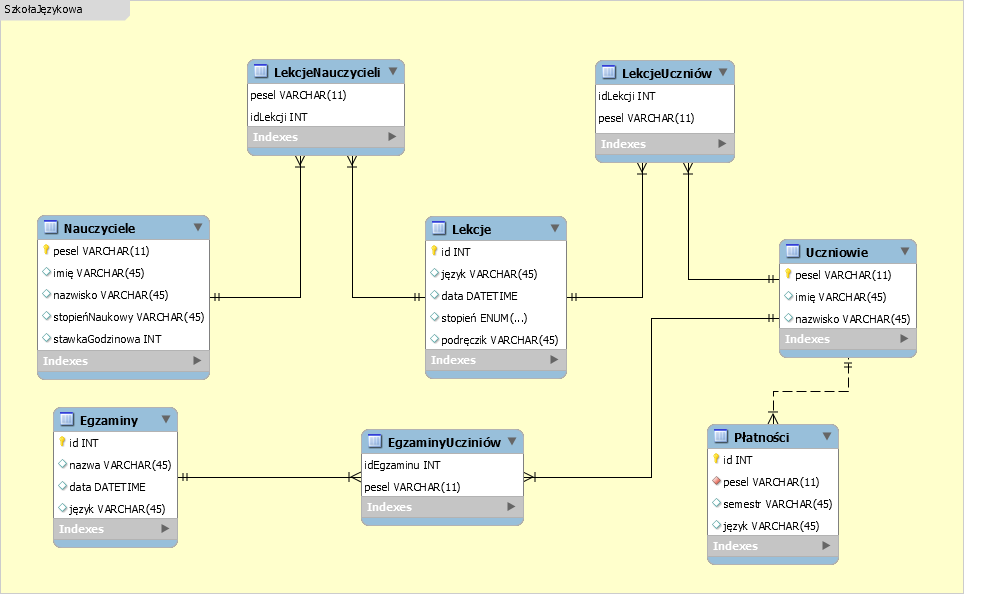 SzkołaJęzykowa
LekcjeNauczycieli
pesel VARCHAR(11)
idLekcji INT
Indexes
LekcjeUczniów
idLekcji INT
pesel VARCHAR(11)
Indexes
Nauczyciele
pesel VARCHAR(11)
imię VARCHAR(45)
nazwisko VARCHAR(45)
stopieńNaukowy VARCHAR(45)
stawkaGodzinowa INT
Indexes
Lekcje
id INT
język VARCHAR(45)
data DATETIME
stopień ENUM(...)
podręczik VARCHAR(45)
Indexes
Uczniowie
pesel VARCHAR(11)
imię VARCHAR(45)
nazwisko VARCHAR(45)
Indexes
Egzaminy
id INT
nazwa VARCHAR(45)
data DATETIME
język VARCHAR(45)
Indexes
EgzaminyUcziniów
idEgzaminu INT
pesel VARCHAR(11)
Indexes
Płatności
id INT
pesel VARCHAR(11)
semestr VARCHAR(45)
język VARCHAR(45)
Indexes